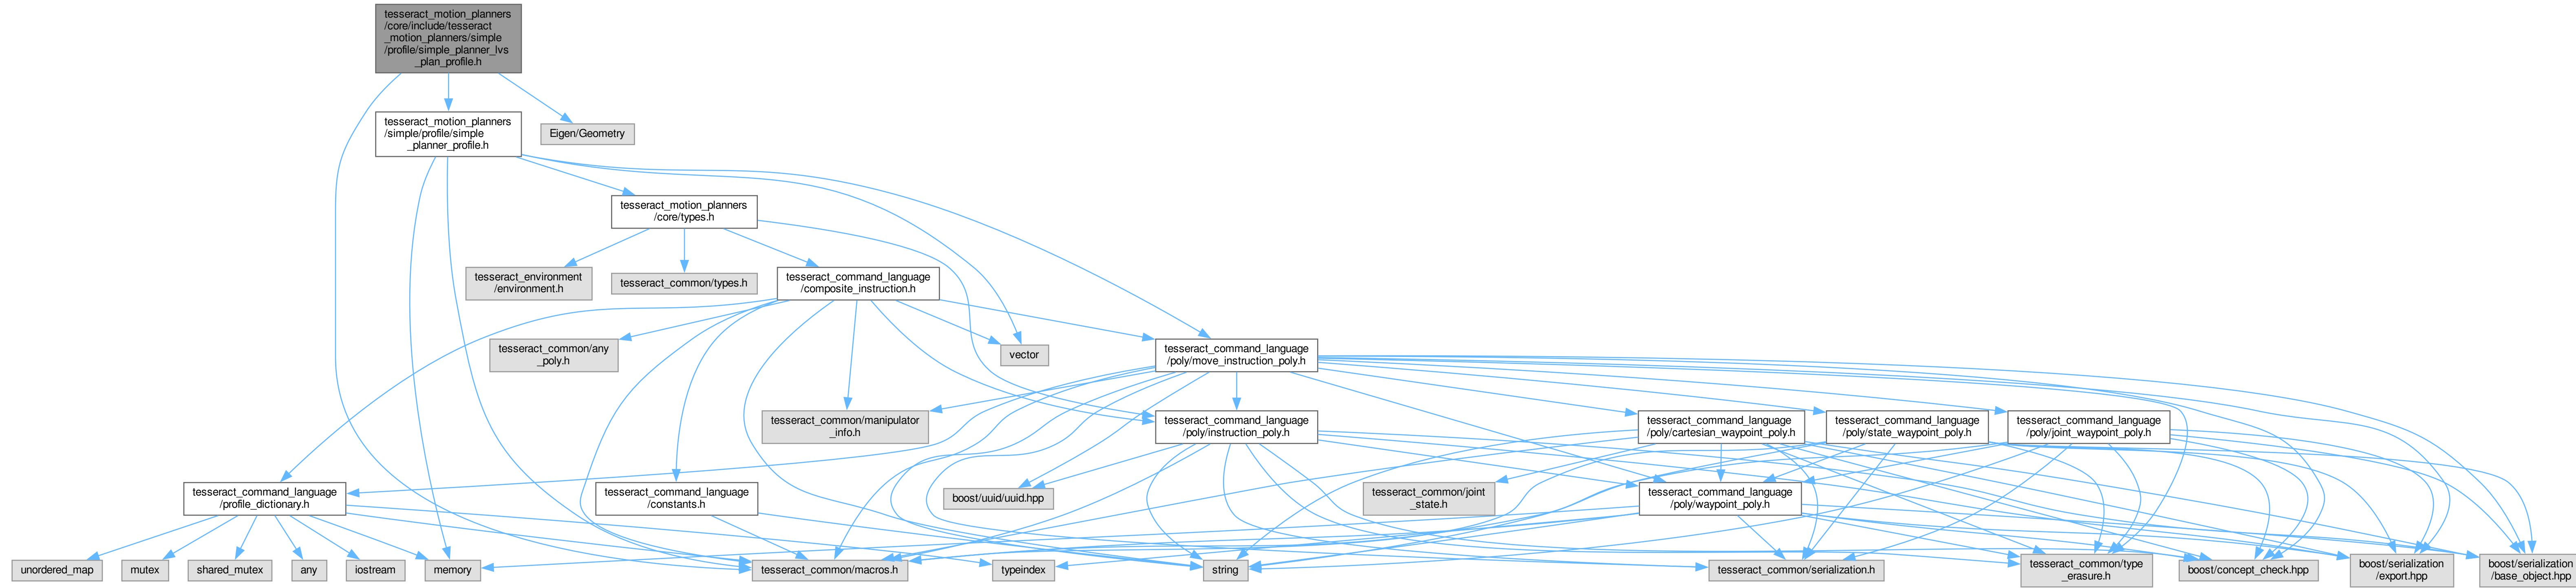 tesseract_motion_planners
/core/include/tesseract
_motion_planners/simple
/profile/simple_planner_lvs
_plan_profile.h
tesseract_motion_planners
/simple/profile/simple
_planner_profile.h
Eigen/Geometry
tesseract_motion_planners
/core/types.h
tesseract_environment
/environment.h
tesseract_common/types.h
tesseract_command_language
/composite_instruction.h
tesseract_common/any
_poly.h
vector
tesseract_command_language
/poly/move_instruction_poly.h
tesseract_common/manipulator
_info.h
tesseract_command_language
/poly/instruction_poly.h
tesseract_command_language
/poly/cartesian_waypoint_poly.h
tesseract_command_language
/poly/state_waypoint_poly.h
tesseract_command_language
/poly/joint_waypoint_poly.h
tesseract_command_language
/profile_dictionary.h
tesseract_command_language
/constants.h
boost/uuid/uuid.hpp
tesseract_common/joint
_state.h
tesseract_command_language
/poly/waypoint_poly.h
unordered_map
mutex
shared_mutex
any
iostream
memory
tesseract_common/macros.h
typeindex
string
tesseract_common/serialization.h
tesseract_common/type
_erasure.h
boost/concept_check.hpp
boost/serialization
/export.hpp
boost/serialization
/base_object.hpp